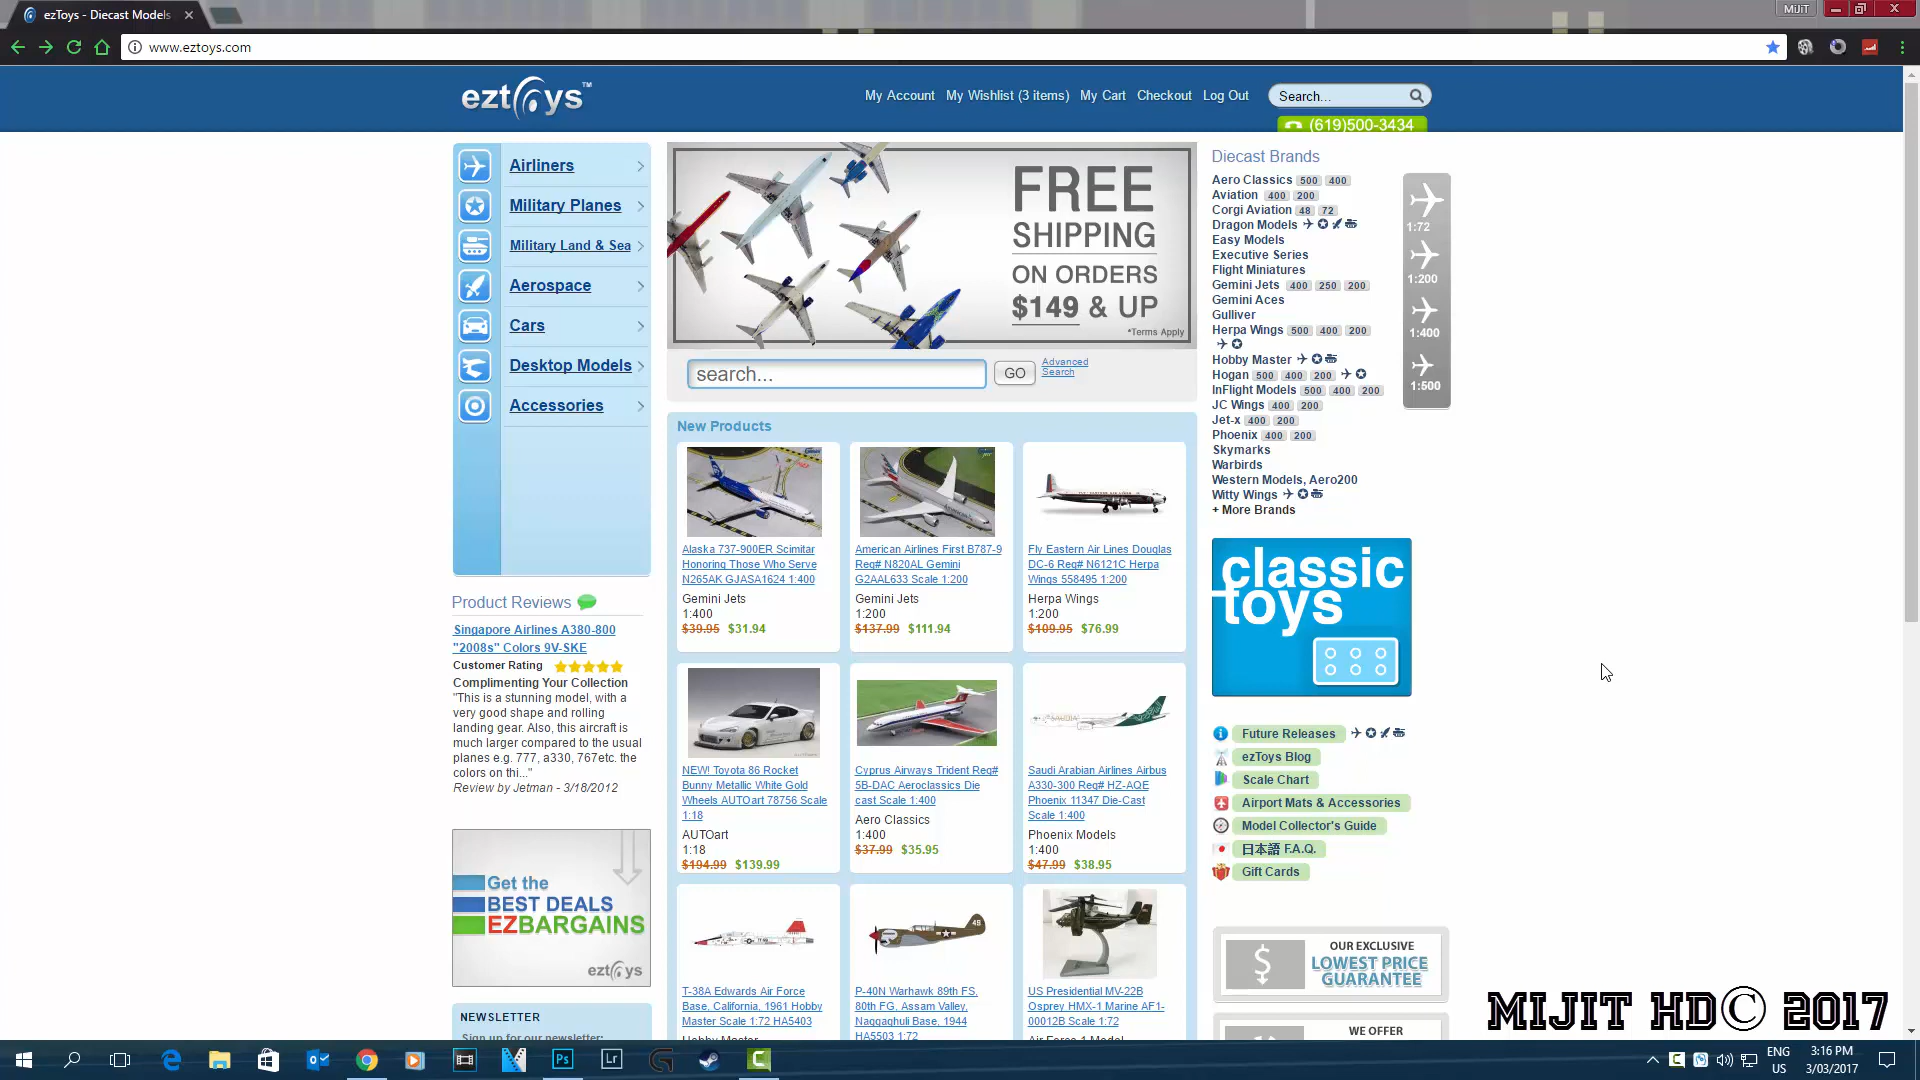 ezToys - Diecast Models
MiJiT
www.eztoys.com
eztoys™
My Account
My Wishlist (3 items)
My Cart
Checkout
Log Out
Search...
(619)500-3434
Airliners
Military Planes
Military Land & Sea
Aerospace
Cars
Desktop Models
Accessories
FREE
SHIPPING
ON ORDERS
$149 & UP
*Terms Apply
search...
GO
Advanced
Search
Diecast Brands
Aero Classics 500 400
Aviation 400 200
Corgi Aviation 48 72
Dragon Models
Easy Models
Executive Series
Flight Miniatures
Gemini Jets 400 250 200
Gemini Aces
Gulliver
Herpa Wings 500 400 200
Hobby Master
Hogan 500 400 200
InFlight Models 500 400 200
JC Wings 400 200
Jet-x 400 200
Phoenix 400 200
Skymarks
Warbirds
Western Models, Aero200
Witty Wings
+ More Brands
1:72
1:200
1:400
1:500
New Products
Alaska 737-900ER Scimitar
Honoring Those Who Serve
N265AK GJASA1624 1:400
Gemini Jets
1:400
$39.95 $31.94
American Airlines First B787-9
Reg# N820AL Gemini
G2AAL633 Scale 1:200
Gemini Jets
1:200
$137.99 $111.94
Fly Eastern Air Lines Douglas
DC-6 Reg# N6121C Herpa
Wings 558495 1:200
Herpa Wings
1:200
$109.95 $76.99
NEW! Toyota 86 Rocket
Bunny Metallic White Gold
Wheels AUTOart 78756 Scale
1:18
AUTOart
1:18
$194.99 $139.99
Cyprus Airways Trident Reg#
5B-DAC Aeroclassics Die
cast Scale 1:400
Aero Classics
1:400
$37.99 $35.95
Saudi Arabian Airlines Airbus
A330-300 Reg# HZ-AQE
Phoenix 11347 Die-Cast
Scale 1:400
Phoenix Models
1:400
$47.99 $38.95
T-38A Edwards Air Force
Base, California, 1961 Hobby
Master Scale 1:72 HA5403
P-40N Warhawk 89th FS,
80th FG, Assam Valley,
Nagaghuli Base, 1944
HA5503 1:72
US Presidential MV-22B
Osprey HMX-1 Marine AF1-
00012B Scale 1:72
Product Reviews
Singapore Airlines A380-800
"2008s" Colors 9V-SKE
Customer Rating
Complimenting Your Collection
"This is a stunning model, with a
very good shape and rolling
landing gear. Also, this aircraft is
much larger compared to the usual
planes e.g. 777, a330, 767etc. the
colors on thi..."
Review by Jetman - 3/18/2012
Get the
BEST DEALS
EZBARGAINS
eztoys
NEWSLETTER
Sign up for our newsletter:
classic
toys
Future Releases
ezToys Blog
Scale Chart
Airport Mats & Accessories
Model Collector's Guide
日本語 F.A.Q.
Gift Cards
OUR EXCLUSIVE
LOWEST PRICE
GUARANTEE
WE OFFER
MIJIT HD© 2017
Ps
Lr
ENG
US
3:16 PM
3/03/2017